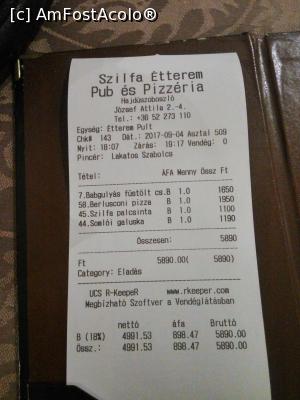 [c] AmFostAcolo®
Szilfa Étterem
Pub és Pizzéria
Hajdúszoboszló
József Attila 2.-4.
Tel.: +36 52 273 110
Egység: Étterem Pult
Chk# 143 Dát.: 2017-09-04 Asztal 509
Nyit: 18:07 Zárás: 19:17 Vendég: 0
Pincér: Lakatos Szabolcs
Tétel: ÁFA Menny Össz Ft
7.Babgulyás füstölt cs.B 1.0 1650
58.Berlusconi pizza B 1.0 1950
45.Szilfa palcsinta B 1.0 1100
44.Somlói galuska B 1.0 1190
Összesen: 5890
Ft 5890.00( 5890)
Category: Eladás
UCS R-KeepeR www.rkeeper.com
Megbízható Szoftver a Vendéglátásban
nettó áfa Bruttó
B (18%) 4991.53 898.47 5890.00
Össz.: 4991.53 898.47 5890.00